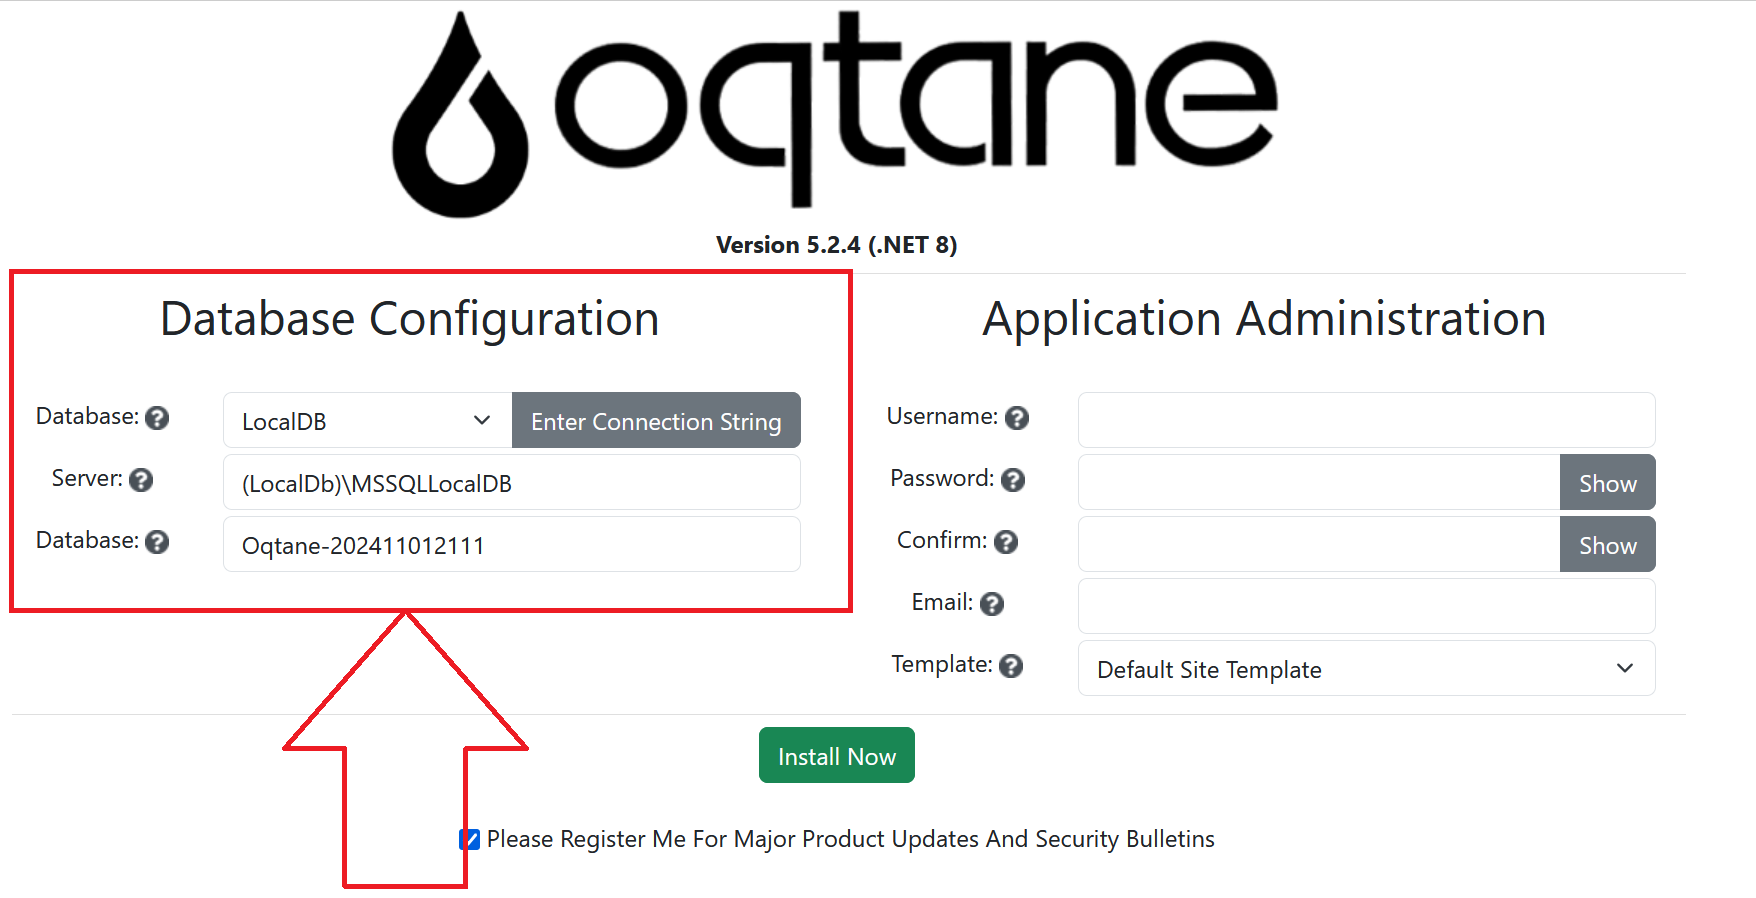 oqtane
Version 5.2.4 (.NET 8)
Database Configuration
Database:
LocalDB
Enter Connection String
Server:
(LocalDb)\MSSQLLocalDB
Database:
Oqtane-202411012111
Application Administration
Username:
Password:
Show
Confirm:
Show
Email:
Template:
Default Site Template
Install Now
Please Register Me For Major Product Updates And Security Bulletins